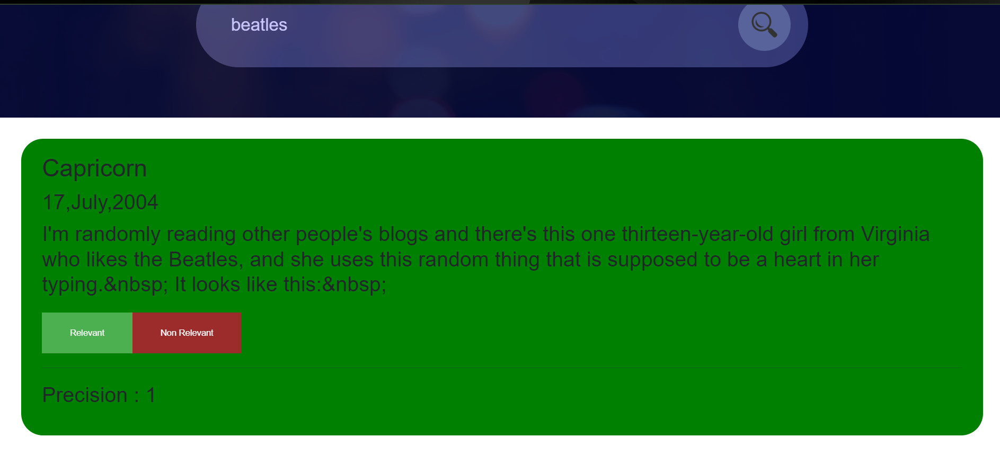 beatles
Capricorn
17,July,2004
I'm randomly reading other people's blogs and there's this one thirteen-year-old girl from Virginia
who likes the Beatles, and she uses this random thing that is supposed to be a heart in her
typing.&nbsp; It looks like this:&nbsp;
Relevant
Non Relevant
Precision : 1